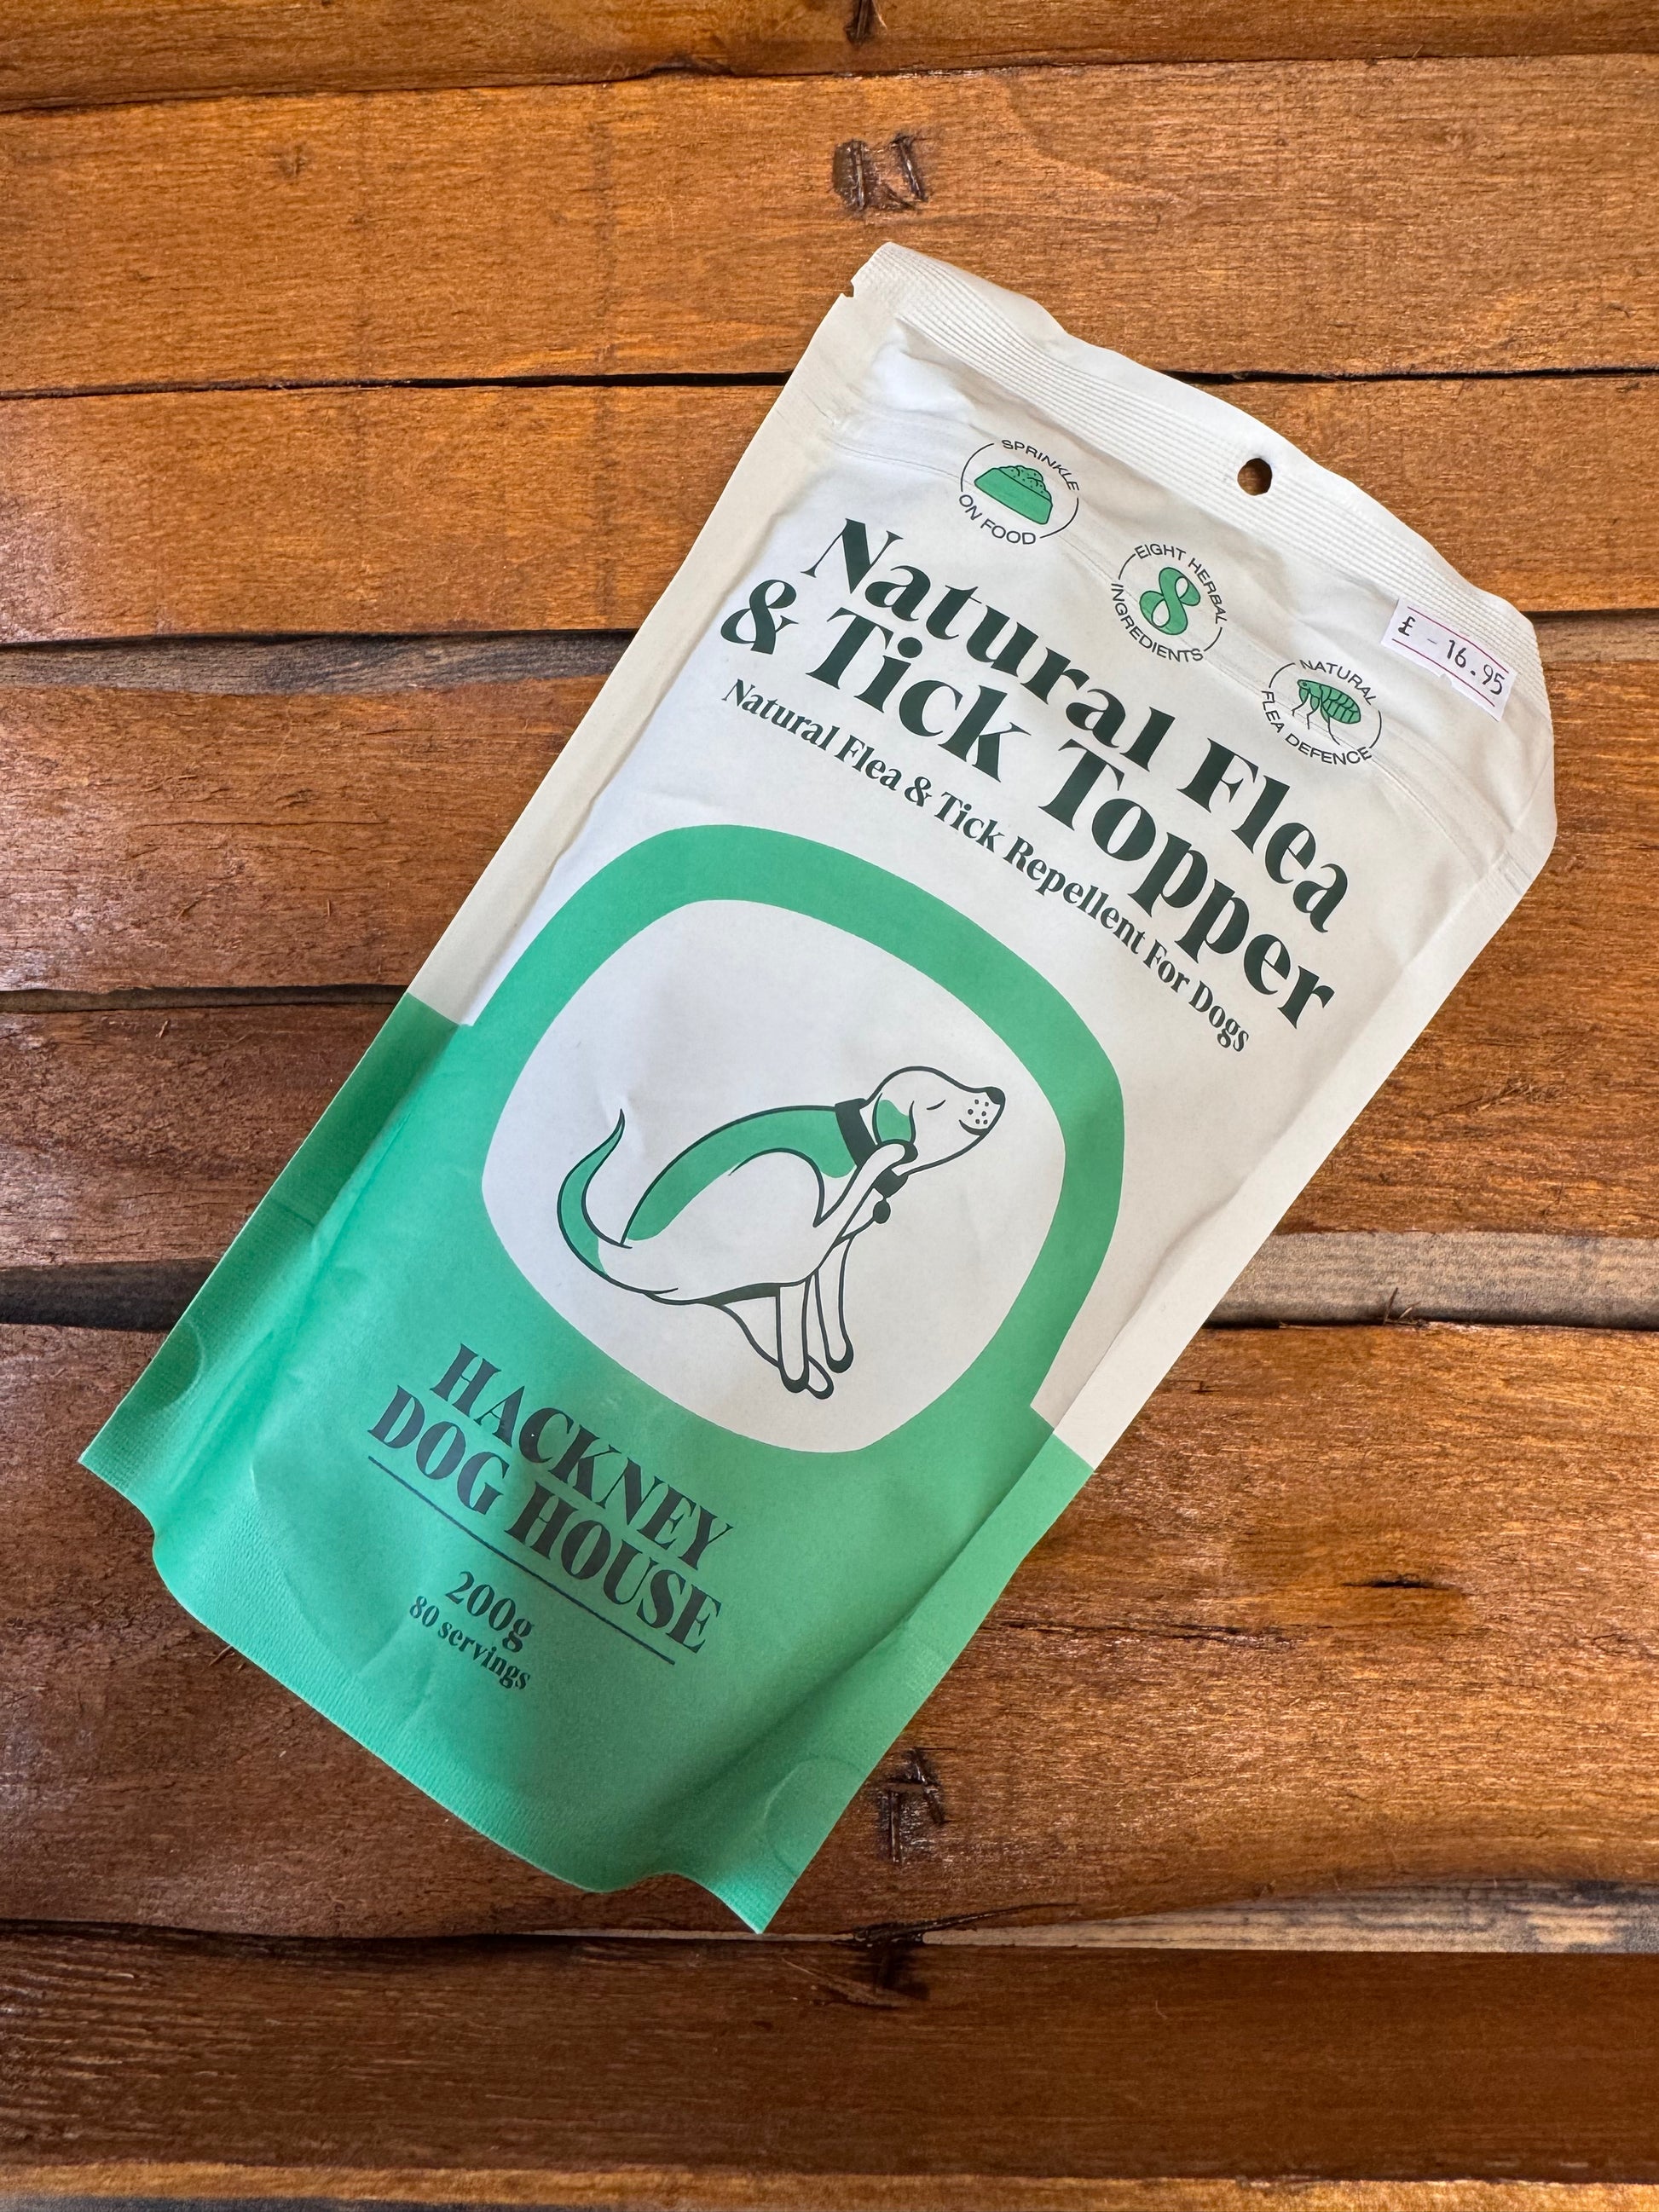 SPRINKLE
ON FOOD
EIGHT HERBAL
8
INGREDIENTS
NATURAL
FLEA DEFENCE
£ - 16.95
Natural Flea
& Tick Topper
Natural Flea & Tick Repellent For Dogs
HACKNEY
DOG HOUSE
200g
80 servings